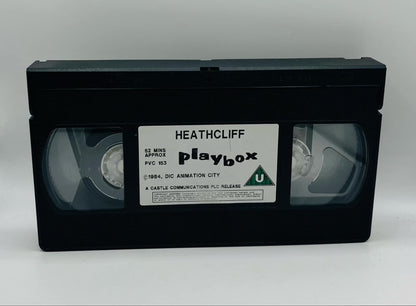 HEATHCLIFF
52 MINS
APPROX
PVC 153
playbox
©1984, DIC ANIMATION CITY
U
A CASTLE COMMUNICATIONS PLC RELEASE